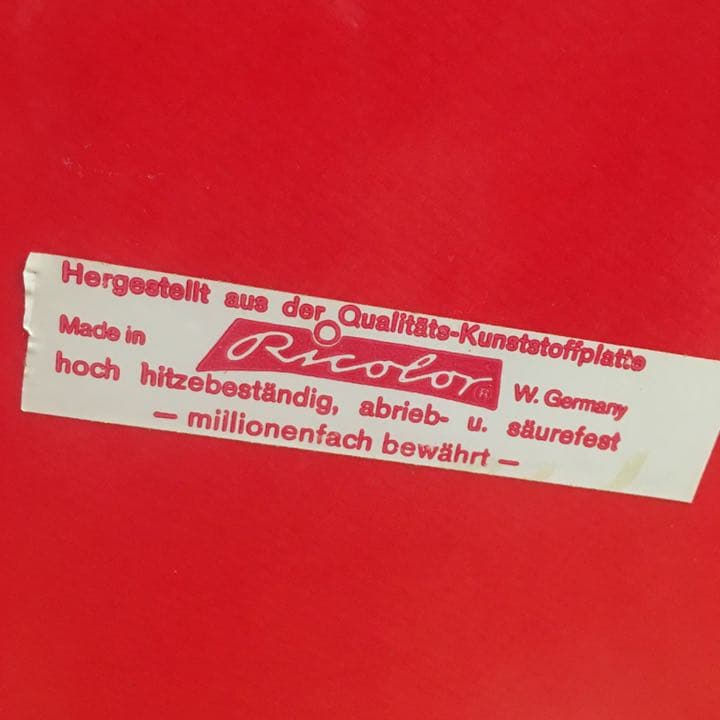 Hergestellt aus der Qualitäts-Kunststoffplatte
Made in Ricolor ® W. Germany
hoch hitzebeständig, abrieb- u. säurefest
— millionenfach bewährt —